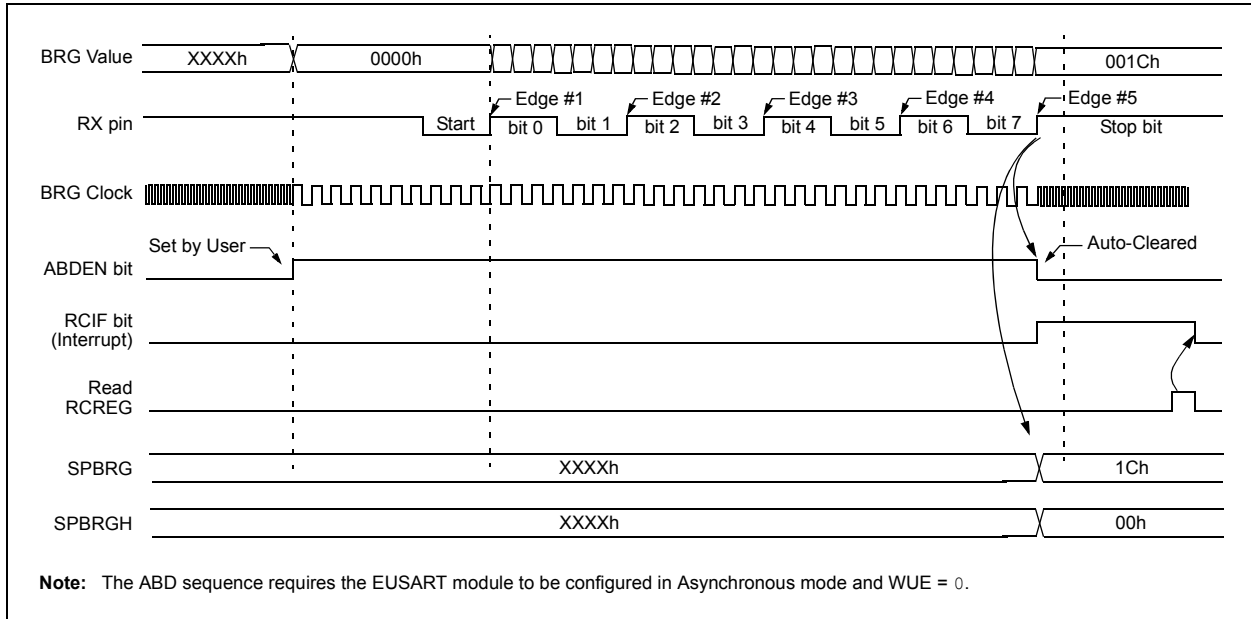 BRG Value XXXXh 0000h 001Ch
Edge #1 Edge #2 Edge #3 Edge #4 Edge #5
RX pin Start bit 0 bit 1 bit 2 bit 3 bit 4 bit 5 bit 6 bit 7 Stop bit
BRG Clock
Set by User Auto-Cleared
ABDEN bit
RCIF bit
(Interrupt)
Read
RCREG
SPBRG XXXXh 1Ch
SPBRGH XXXXh 00h
Note: The ABD sequence requires the EUSART module to be configured in Asynchronous mode and WUE = 0.